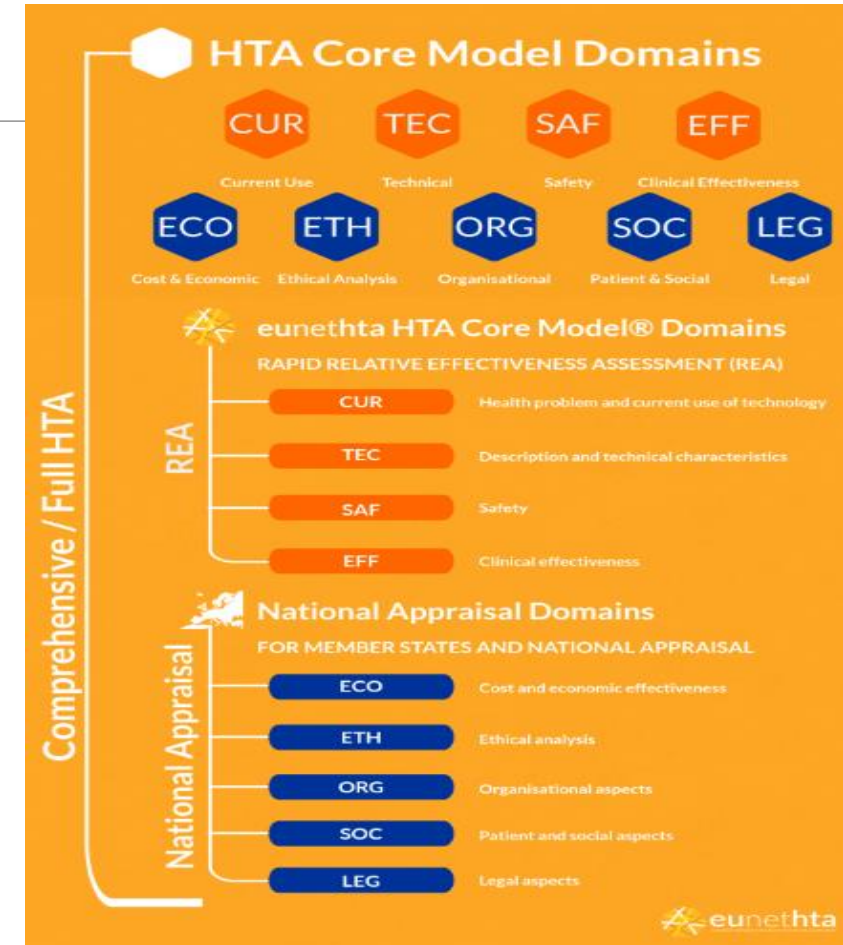 HTA Core Model Domains
CUR TEC SAF EFF
Current Use Technical Safety Clinical Effectiveness
ECO ETH ORG SOC LEG
Cost & Economic Ethical Analysis Organisational Patient & Social Legal
Comprehensive / Full HTA
eunethta HTA Core Model® Domains
RAPID RELATIVE EFFECTIVENESS ASSESSMENT (REA)
REA
CUR Health problem and current use of technology
TEC Description and technical characteristics
SAF Safety
EFF Clinical effectiveness
National Appraisal Domains
FOR MEMBER STATES AND NATIONAL APPRAISAL
National Appraisal
ECO Cost and economic effectiveness
ETH Ethical analysis
ORG Organisational aspects
SOC Patient and social aspects
LEG Legal aspects
eunethta